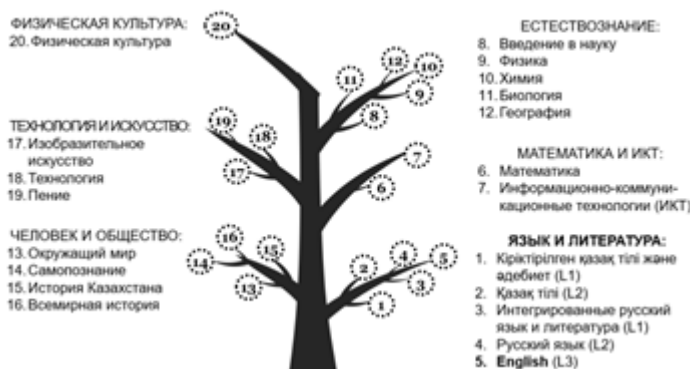 ФИЗИЧЕСКАЯ КУЛЬТУРА:
20. Физическая культура
ТЕХНОЛОГИЯ И ИСКУССТВО:
17. Изобразительное
искусство
18. Технология
19. Пение
ЧЕЛОВЕК И ОБЩЕСТВО:
13. Окружащий мир
14. Самопознание
15. История Казахстана
16. Всемирная история
20
12
10
11
9
8
19
18
17
7
6
16
15
14
13
2
4
5
3
1
ЕСТЕСТВОЗНАНИЕ:
8. Введение в науку
9. Физика
10. Химия
11. Биология
12. География
МАТЕМАТИКА И ИКТ:
6. Математика
7. Информационно-коммуни-
кационные технологии (ИКТ)
ЯЗЫК И ЛИТЕРАТУРА:
1. Кіріктірілген қазақ тілі және
әдебиет (L1)
2. Қазақ тілі (L2)
3. Интегрированные русский
язык и литература (L1)
4. Русский язык (L2)
5. English (L3)